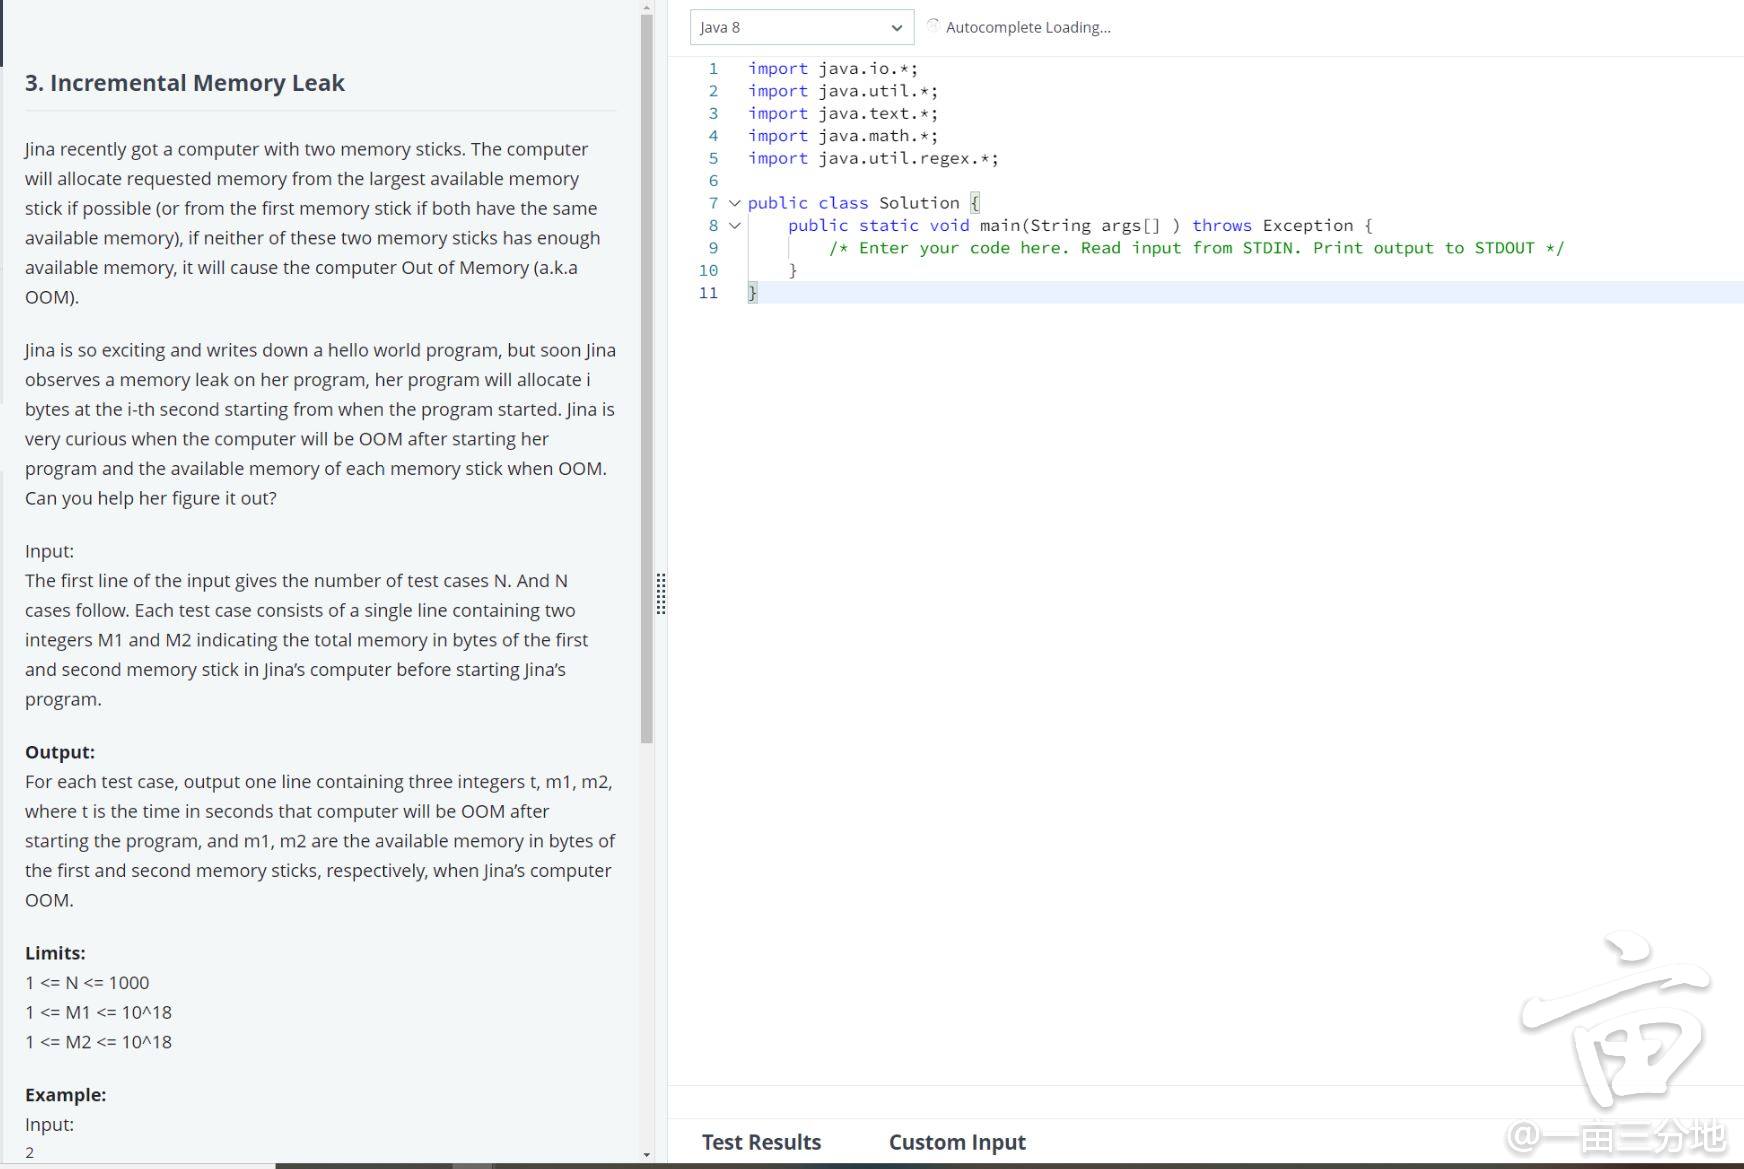 3. Incremental Memory Leak
Jina recently got a computer with two memory sticks. The computer
will allocate requested memory from the largest available memory
stick if possible (or from the first memory stick if both have the same
available memory), if neither of these two memory sticks has enough
available memory, it will cause the computer Out of Memory (a.k.a
OOM).
Jina is so exciting and writes down a hello world program, but soon Jina
observes a memory leak on her program, her program will allocate i
bytes at the i-th second starting from when the program started. Jina is
very curious when the computer will be OOM after starting her
program and the available memory of each memory stick when OOM.
Can you help her figure it out?
Input:
The first line of the input gives the number of test cases N. And N
cases follow. Each test case consists of a single line containing two
integers M1 and M2 indicating the total memory in bytes of the first
and second memory stick in Jina’s computer before starting Jina’s
program.
Output:
For each test case, output one line containing three integers t, m1, m2,
where t is the time in seconds that computer will be OOM after
starting the program, and m1, m2 are the available memory in bytes of
the first and second memory sticks, respectively, when Jina’s computer
OOM.
Limits:
1 <= N <= 1000
1 <= M1 <= 10^18
1 <= M2 <= 10^18
Example:
Input:
2
Java 8
Autocomplete Loading...
1 import java.io.*;
2 import java.util.*;
3 import java.text.*;
4 import java.math.*;
5 import java.util.regex.*;
6
7 public class Solution {
8 public static void main(String args[] ) throws Exception {
9 /* Enter your code here. Read input from STDIN. Print output to STDOUT */
10 }
11 }
Test Results Custom Input
亩
@一亩三分地